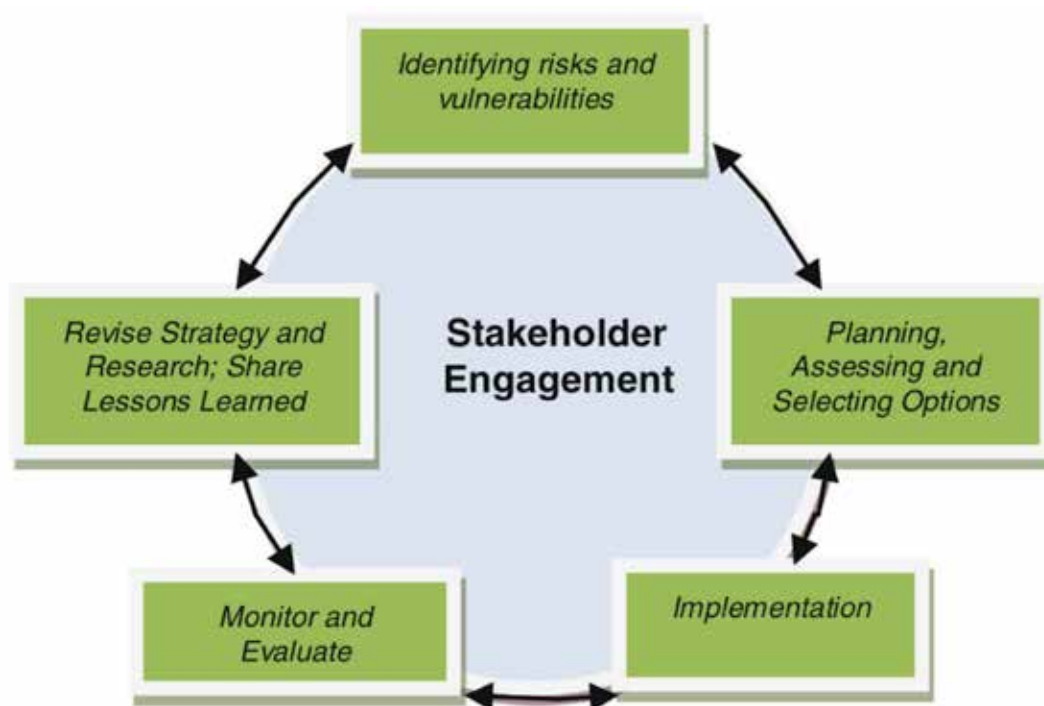 Identifying risks and
vulnerabilities
Revise Strategy and
Research; Share
Lessons Learned
Stakeholder
Engagement
Planning,
Assessing and
Selecting Options
Monitor and
Evaluate
Implementation